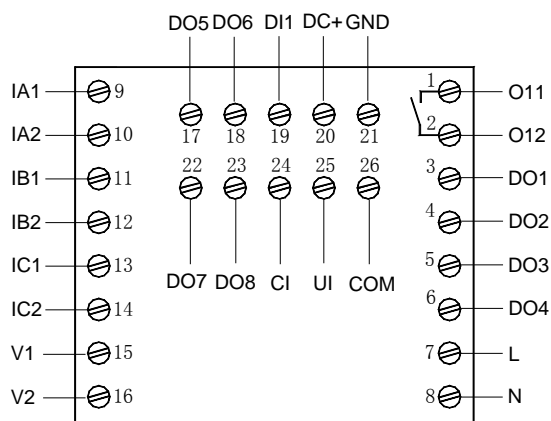 DO5 DO6 DI1 DC+ GND
IA1 9 1 O11
17 18 19 20 21
IA2 10 2 O12
22 23 24 25 26
IB1 11 3 DO1
IB2 12 4 DO2
DO7 DO8 CI UI COM
IC1 13 5 DO3
IC2 14 6 DO4
V1 15 7 L
V2 16 8 N